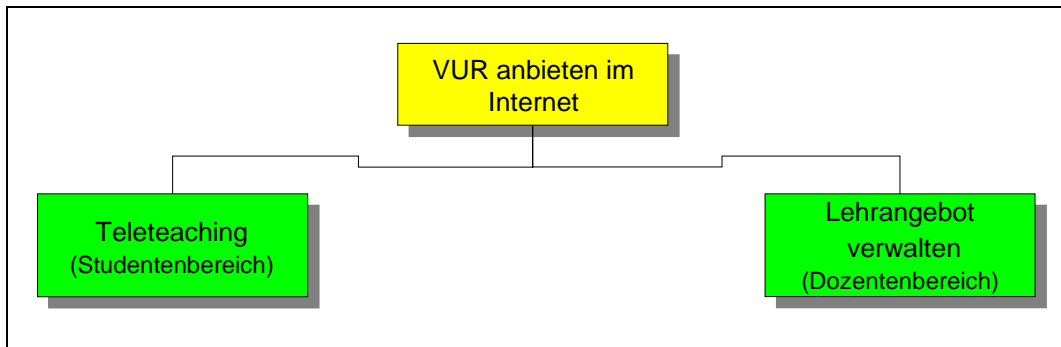 VUR anbieten im
Internet
Teleteaching
(Studentenbereich)
Lehrangebot
verwalten
(Dozentenbereich)